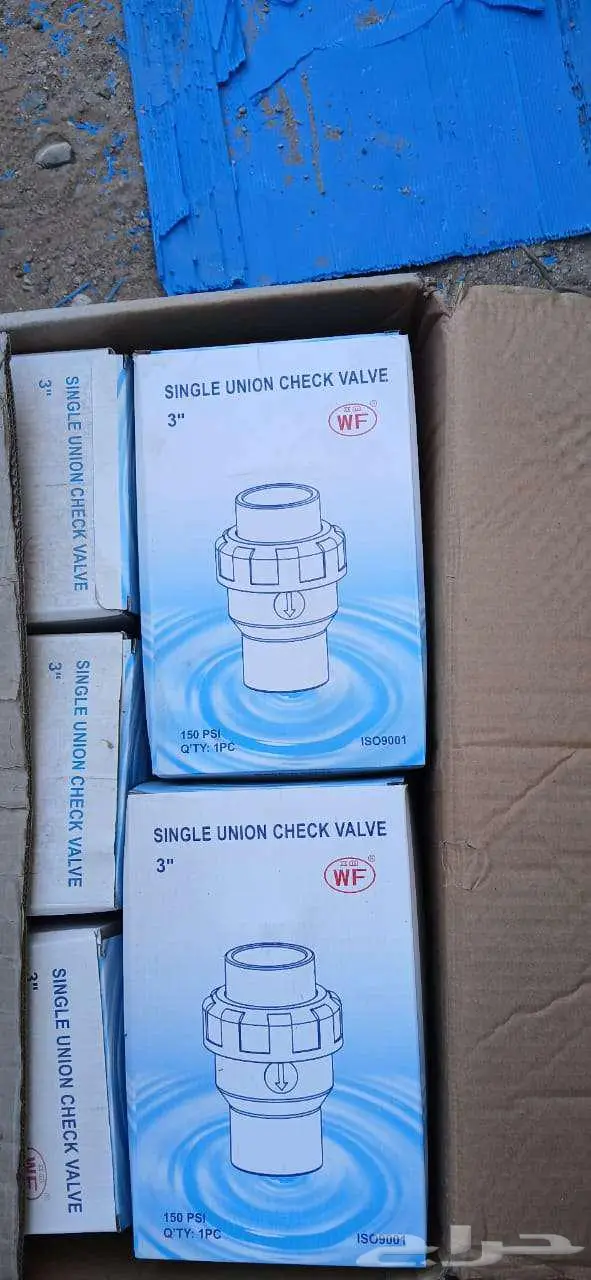 SINGLE UNION CHECK VALVE
3"
SINGLE UNION CHECK VALVE
3"
WF
®
150 PSI
Q'TY: 1PC
ISO9001
SINGLE UNION CHECK VALVE
3"
SINGLE UNION CHECK VALVE
3"
WF
®
150 PSI
Q'TY: 1PC
ISO9001
SINGLE UNION CHECK VALVE
3"
WF
حراج